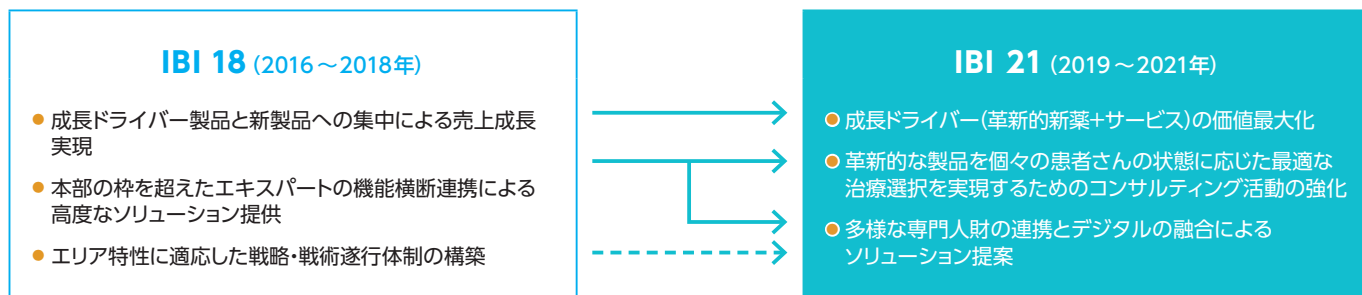 IBI 18 (2016～2018年)
● 成長ドライバー製品と新製品への集中による売上成長
実現
● 本部の枠を超えたエキスパートの機能横断連携による
高度なソリューション提供
● エリア特性に適応した戦略・戦術遂行体制の構築
IBI 21 (2019～2021年)
● 成長ドライバー(革新的新薬+サービス)の価値最大化
● 革新的な製品を個々の患者さんの状態に応じた最適な
治療選択を実現するためのコンサルティング活動の強化
● 多様な専門人財の連携とデジタルの融合による
ソリューション提案